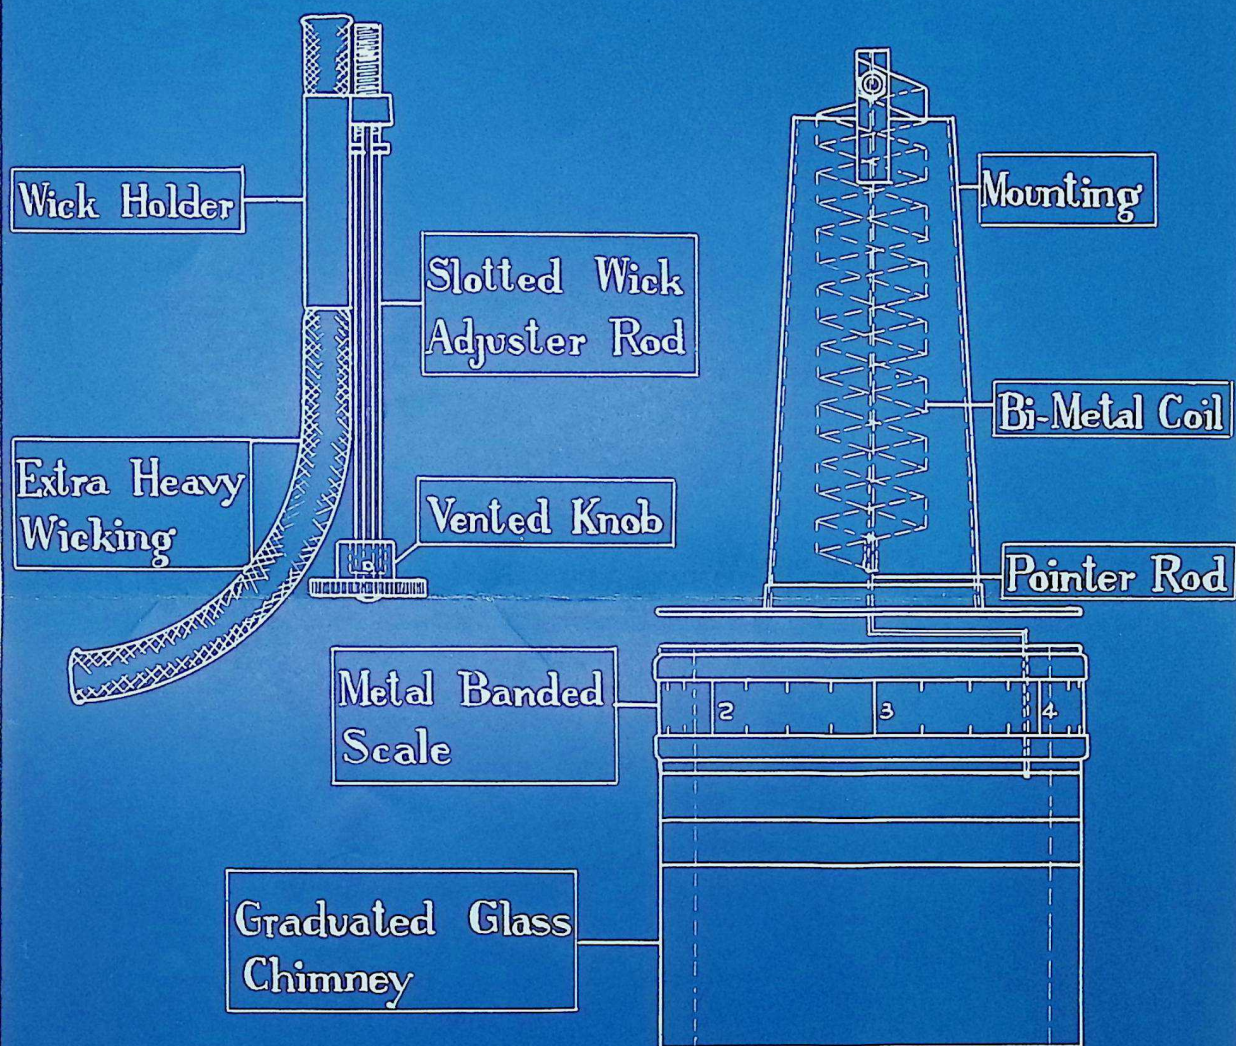 Wick Holder
Slotted Wick
Adjuster Rod
Extra Heavy
Wicking
Vented Knob
Mounting
Bi-Metal Coil
Pointer Rod
Metal Banded
Scale
2 3 4
Graduated Glass
Chimney